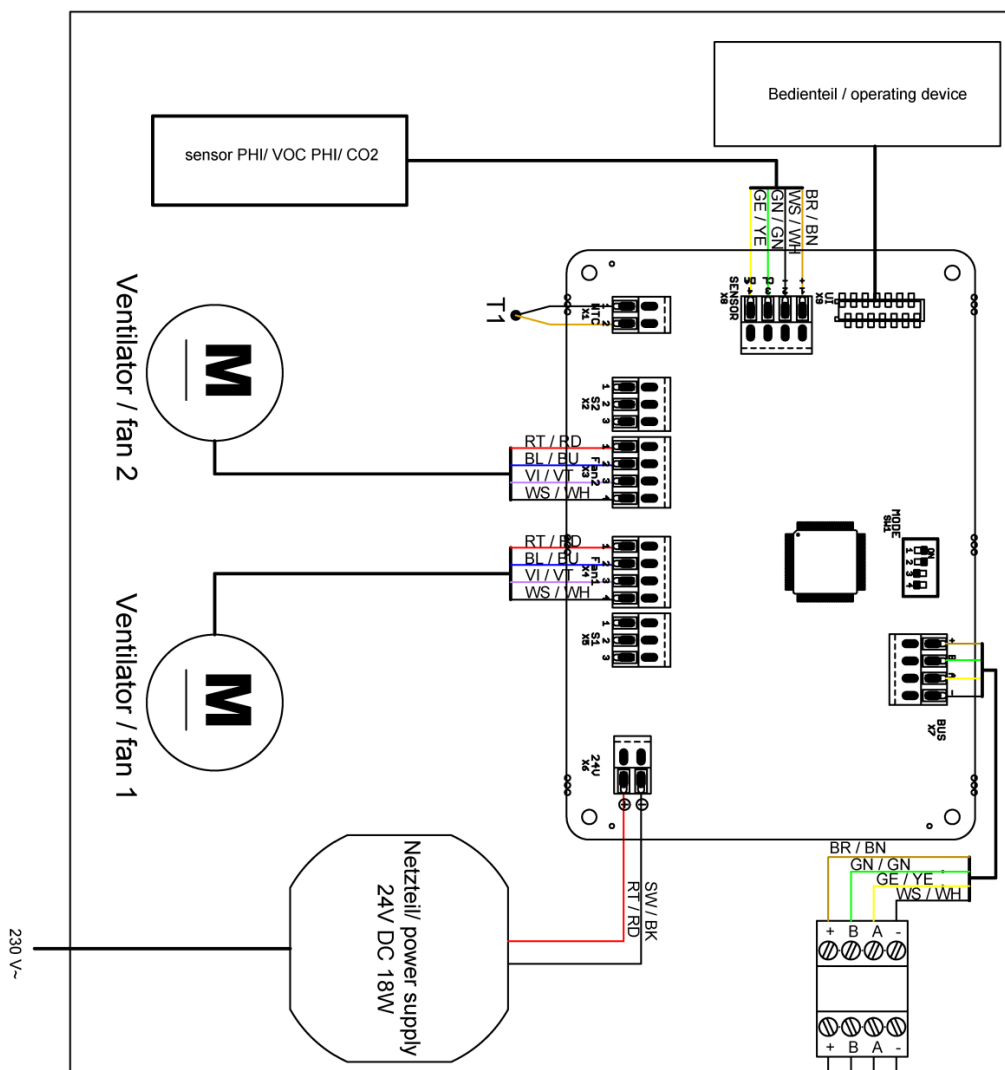 Bedienteil / operating device
sensor PHI/ VOC PHI/ CO2
BR / BN
WS / WH
GN / GN
GE / YE
SENSOR
X8
+ 1
- 2
3
4
UI
X9
T1
NTC
X1
1
2
S2
X2
1
2
3
Ventilator / fan 2
M
RT / RD
BL / BU
VI / VT
WS / WH
Fan2
X3
1
2
3
4
Ventilator / fan 1
M
RT / RD
BL / BU
VI / VT
WS / WH
Fan1
X4
1
2
3
4
S1
X5
1
2
3
MODE
SW1
ON
1
2
3
4
+
B
A
-
BUS
X7
24V
X6
+
-
SW / BK
RT / RD
Netzteil/ power supply
24V DC 18W
230 V~
BR / BN
GN / GN
GE / YE
WS / WH
+ B A -
+ B A -